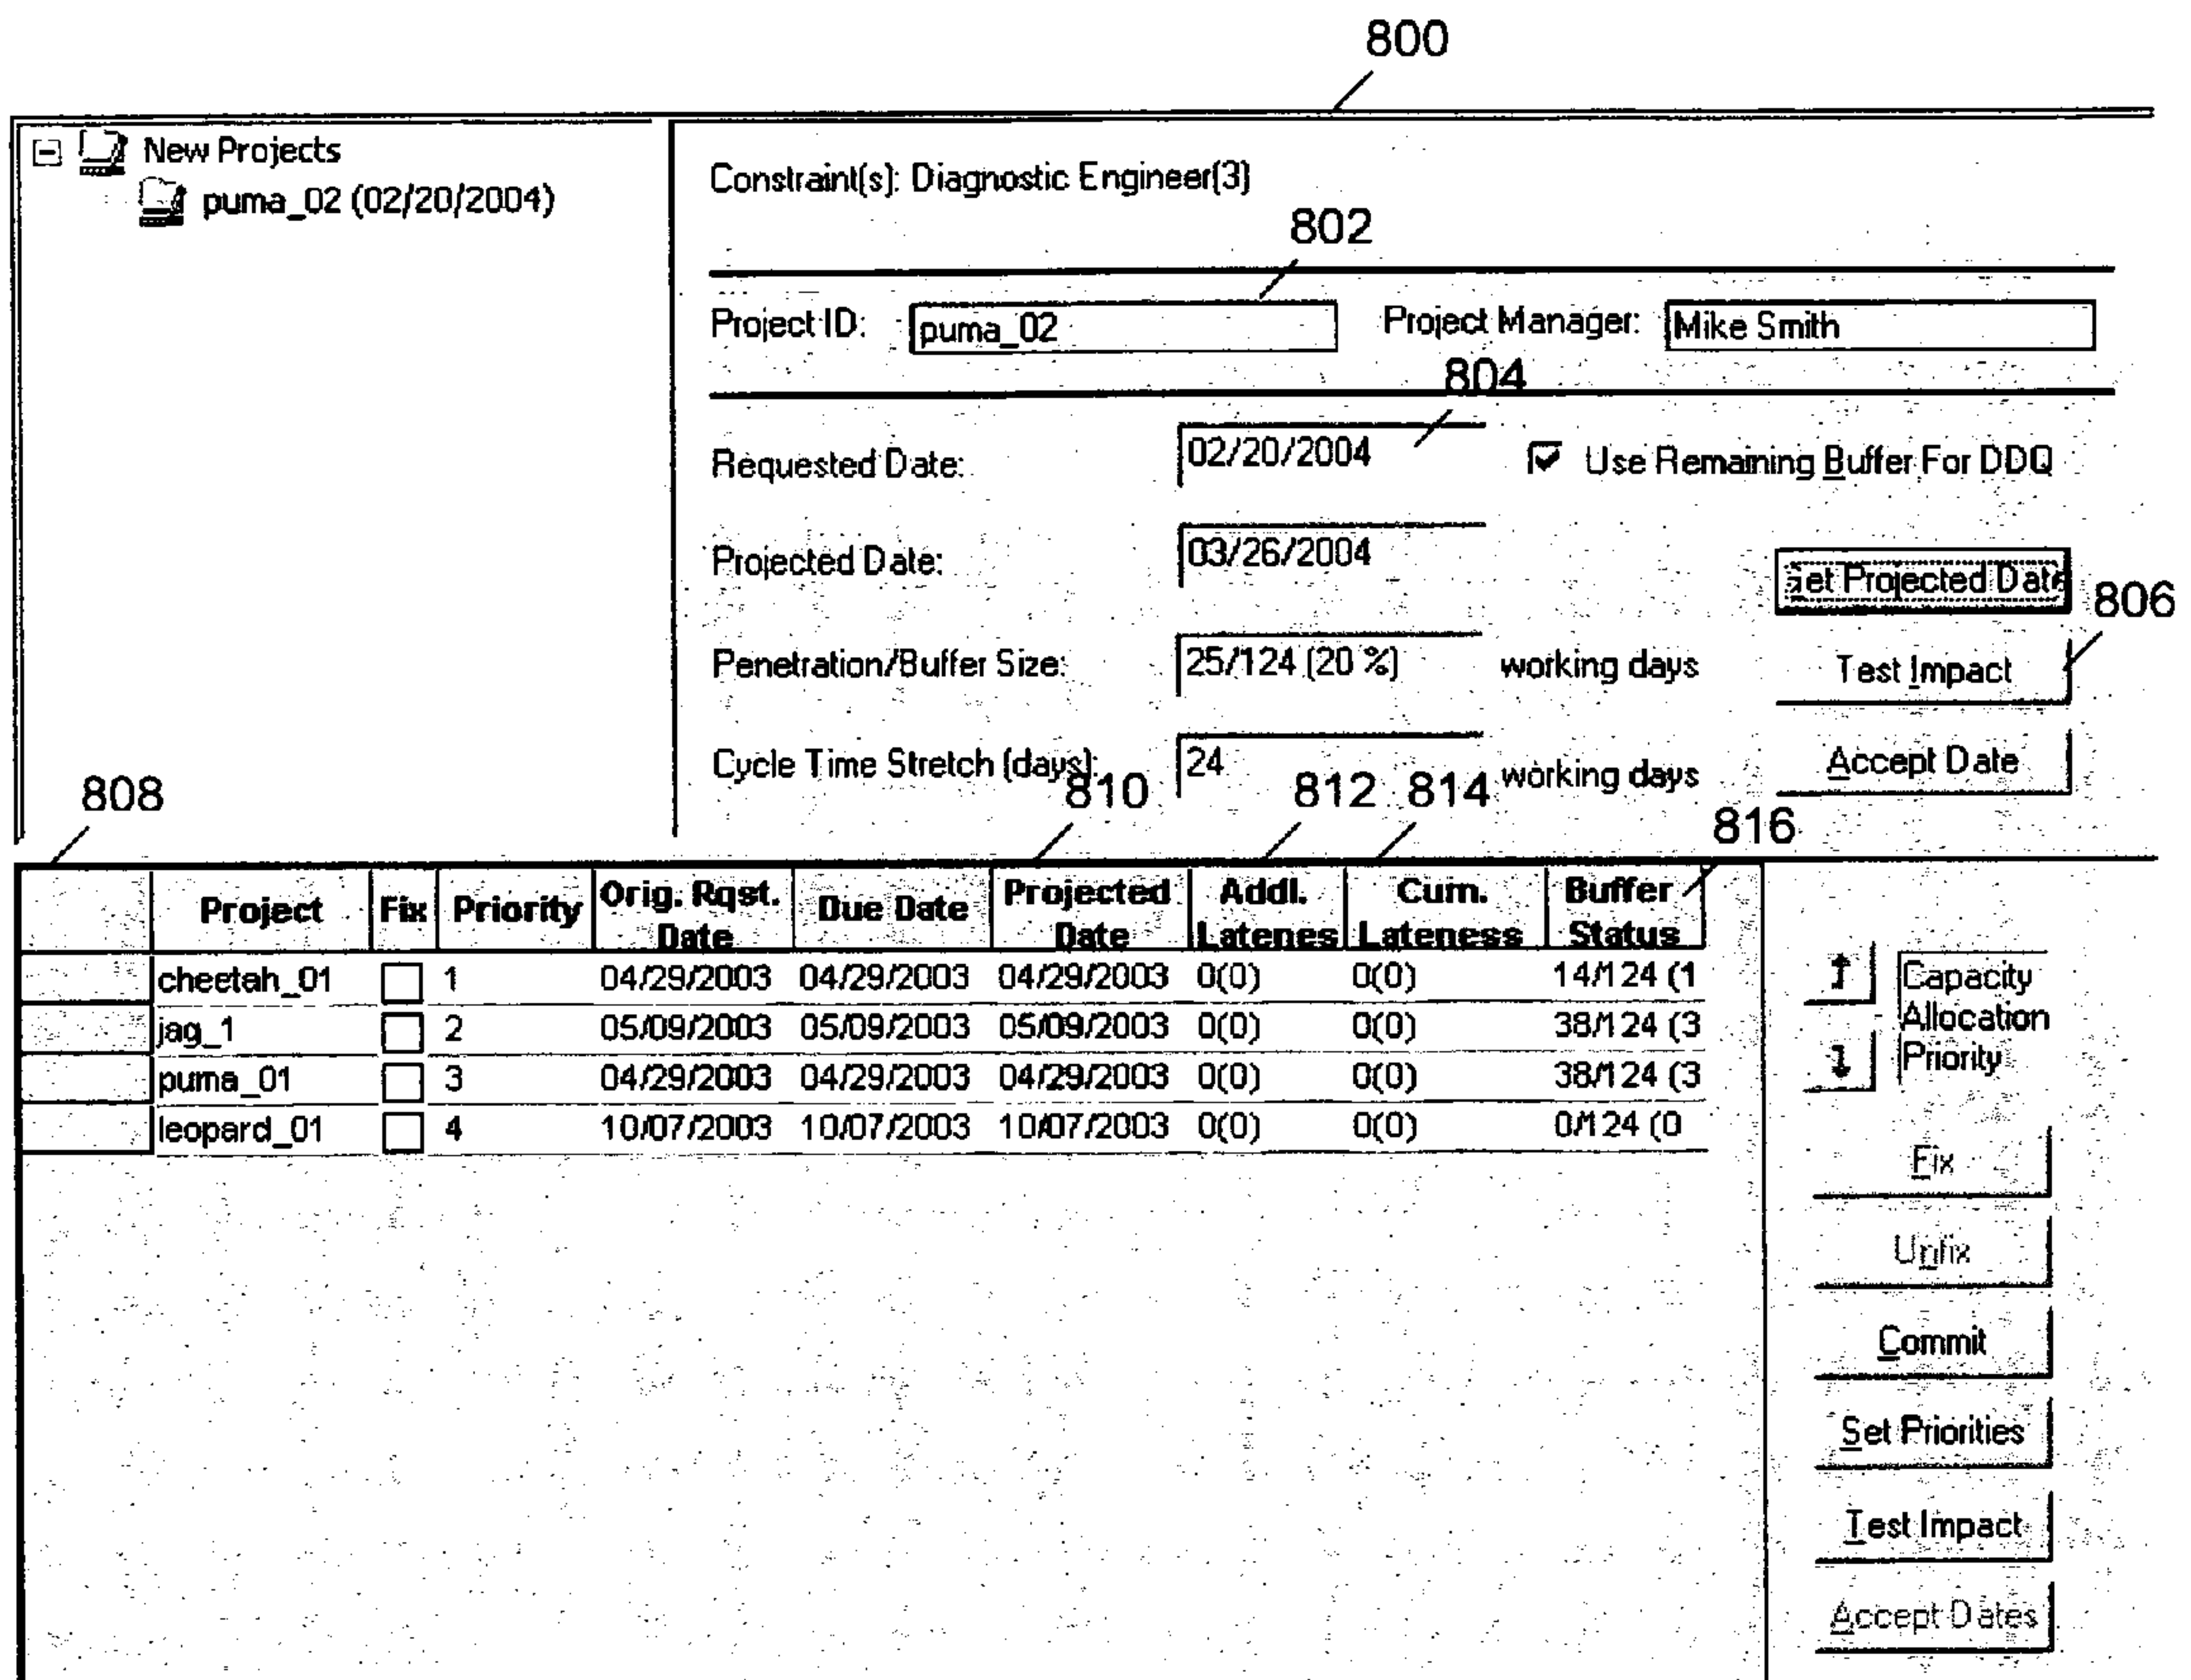 800
New Projects
puma_02 (02/20/2004)
Constraint(s): Diagnostic Engineer(3)
802
Project ID: puma_02 Project Manager: Mike Smith
804
Requested Date: 02/20/2004 Use Remaining Buffer For DDQ
Projected Date: 03/26/2004
Get Projected Date
806
Penetration/Buffer Size: 25/124 (20 %) working days Test Impact
Cycle Time Stretch (days): 24 working days Accept Date
808 810 812 814 816
Project Fix Priority Orig. Rqst. Date Due Date Projected Date Addl. Latenes Cum. Lateness Buffer Status
cheetah_01 1 04/29/2003 04/29/2003 04/29/2003 0(0) 0(0) 14/124 (1
jag_1 2 05/09/2003 05/09/2003 05/09/2003 0(0) 0(0) 38/124 (3
puma_01 3 04/29/2003 04/29/2003 04/29/2003 0(0) 0(0) 38/124 (3
leopard_01 4 10/07/2003 10/07/2003 10/07/2003 0(0) 0(0) 0/124 (0
Capacity
Allocation
Priority
Fix
Unfix
Commit
Set Priorities
Test Impact
Accept Dates